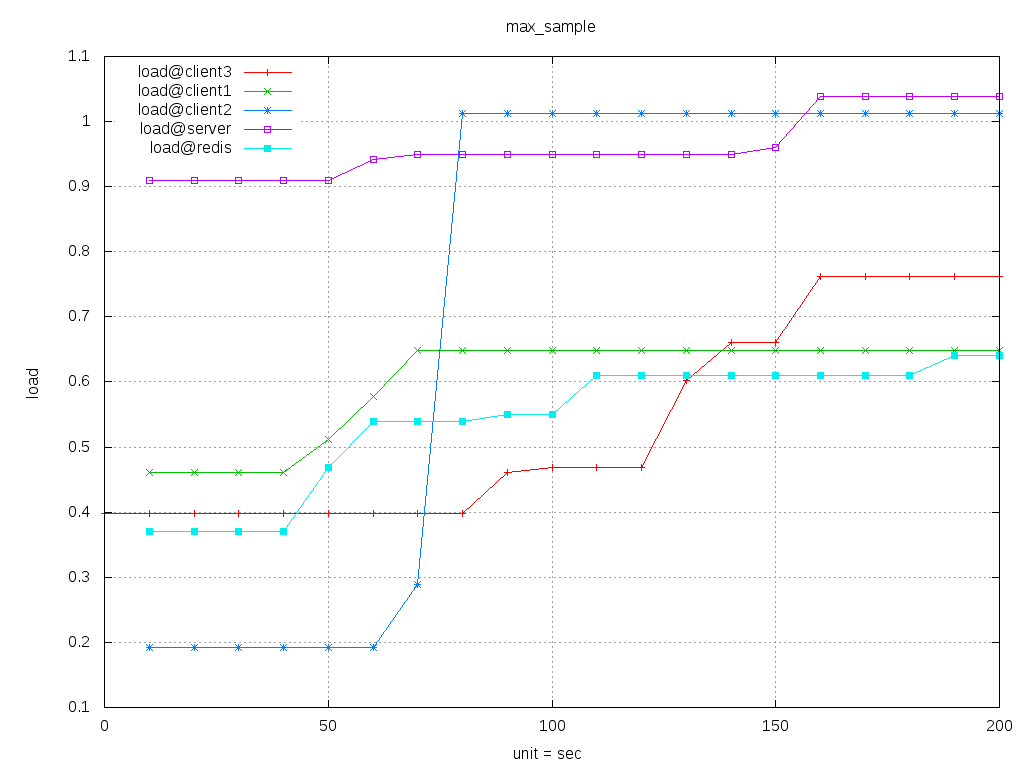 max_sample
1.1
load@client3
load@client1
load@client2
load@server
load@redis
1
0.9
0.8
0.7
0.6
0.5
0.4
0.3
0.2
0.1
load
0 50 100 150 200
unit = sec